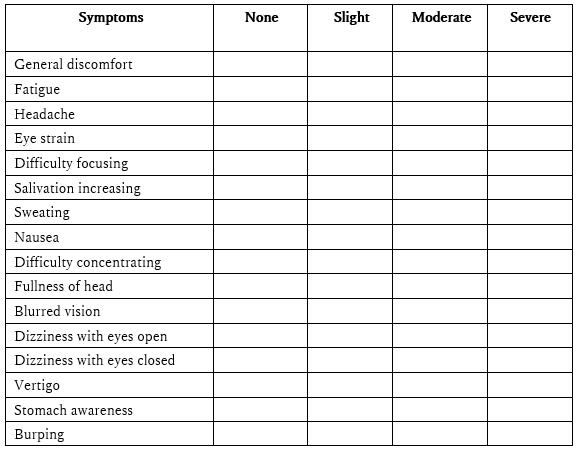 Symptoms None Slight Moderate Severe
General discomfort
Fatigue
Headache
Eye strain
Difficulty focusing
Salivation increasing
Sweating
Nausea
Difficulty concentrating
Fullness of head
Blurred vision
Dizziness with eyes open
Dizziness with eyes closed
Vertigo
Stomach awareness
Burping